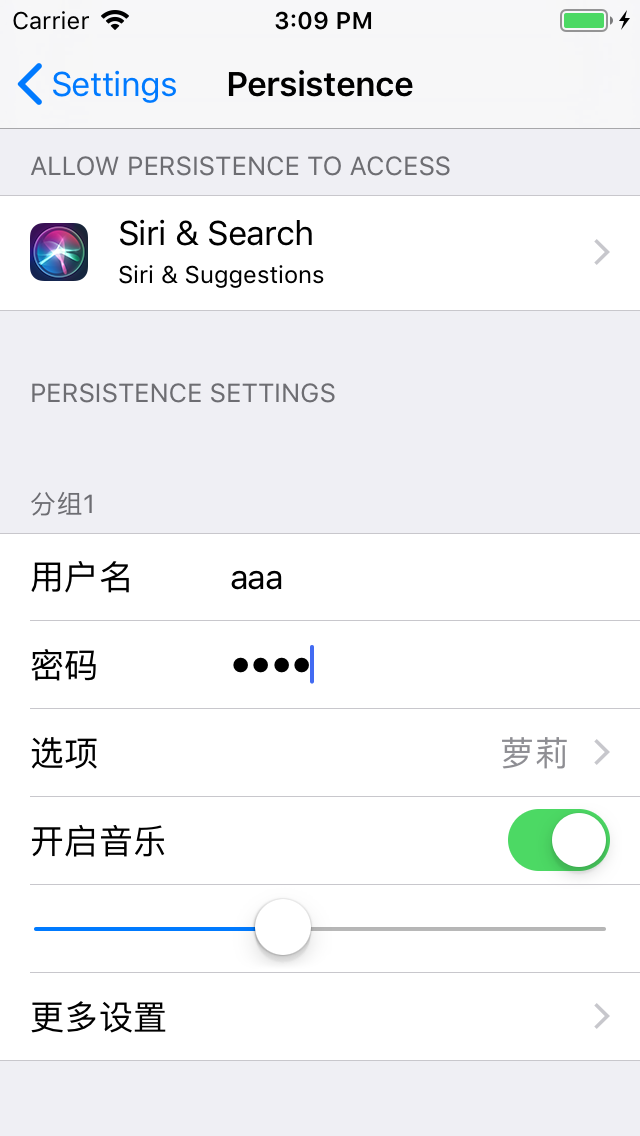 Carrier 3:09 PM
Settings Persistence
ALLOW PERSISTENCE TO ACCESS
Siri & Search
Siri & Suggestions
PERSISTENCE SETTINGS
分组1
用户名 aaa
密码 ••••
选项 萝莉
开启音乐
更多设置